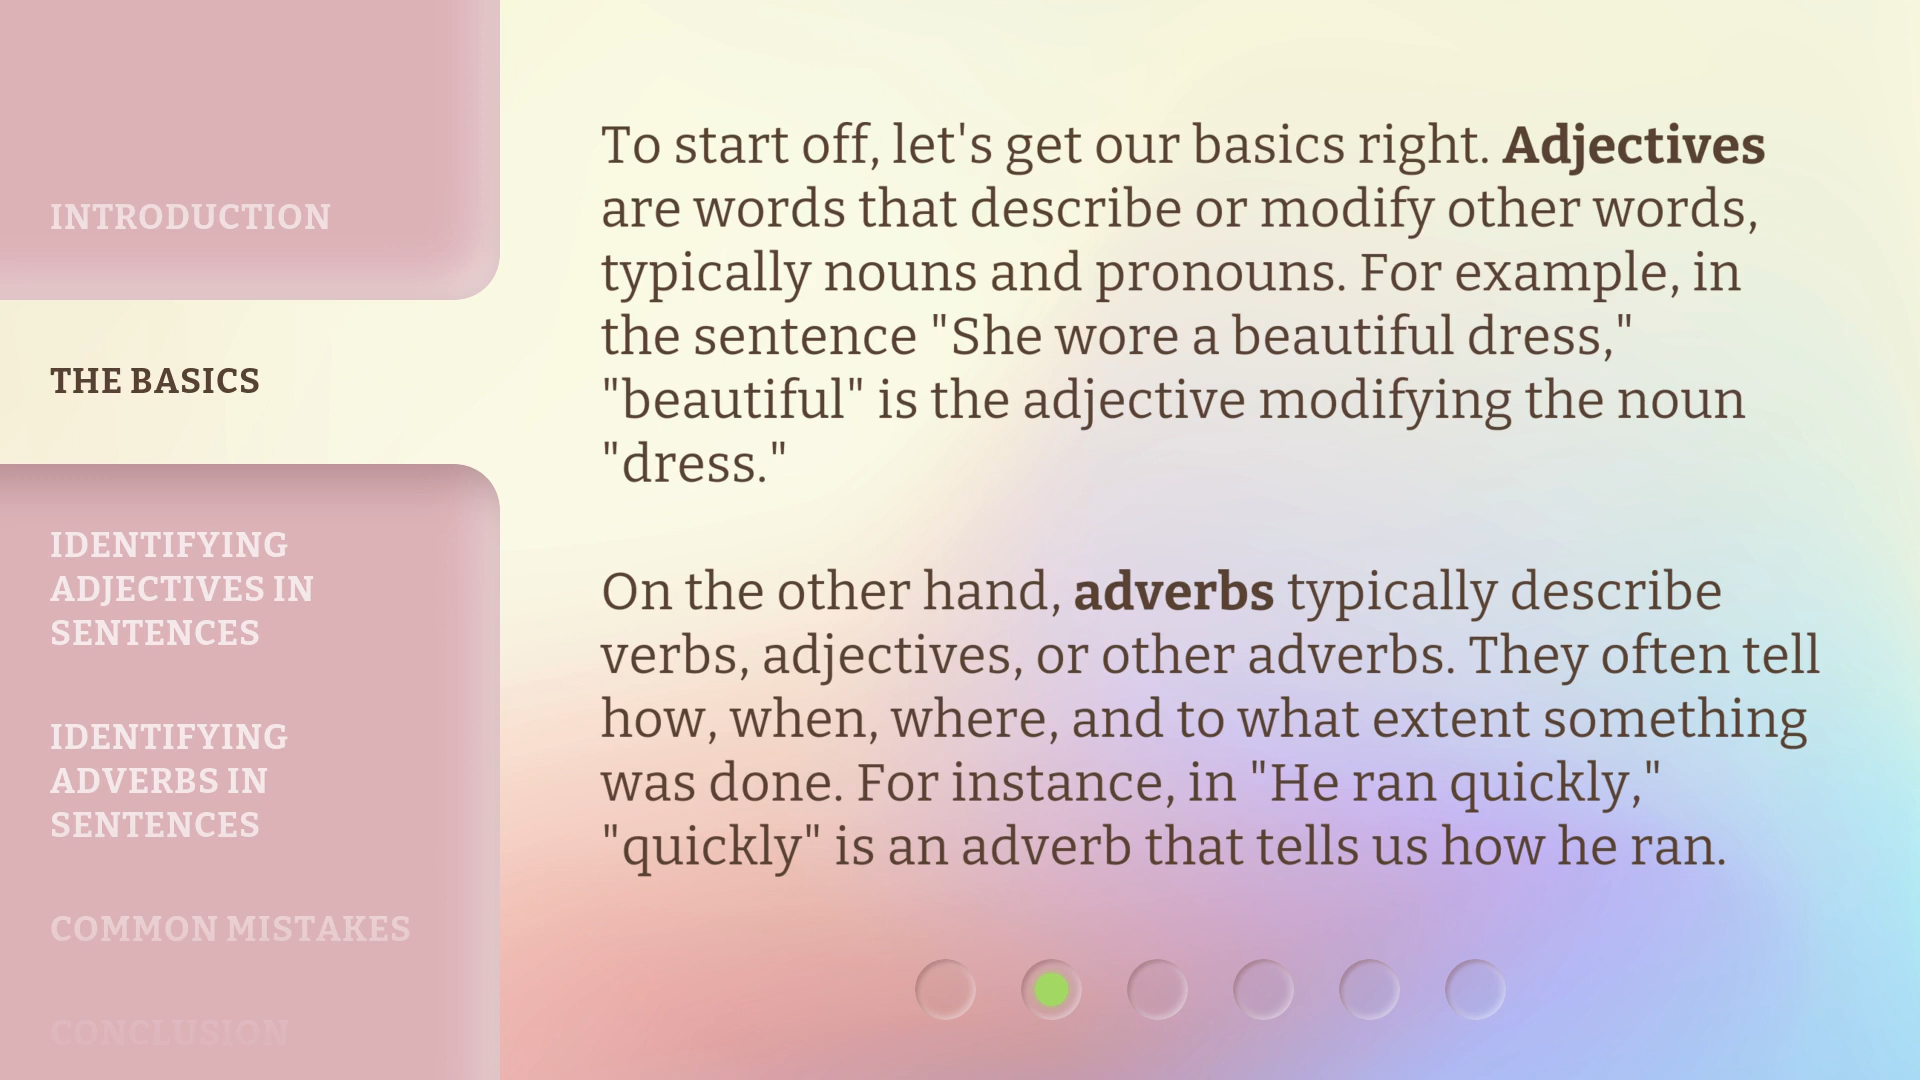 INTRODUCTION
THE BASICS
IDENTIFYING
ADJECTIVES IN
SENTENCES
IDENTIFYING
ADVERBS IN
SENTENCES
COMMON MISTAKES
CONCLUSION
To start off, let's get our basics right. Adjectives
are words that describe or modify other words,
typically nouns and pronouns. For example, in
the sentence "She wore a beautiful dress,"
"beautiful" is the adjective modifying the noun
"dress."
On the other hand, adverbs typically describe
verbs, adjectives, or other adverbs. They often tell
how, when, where, and to what extent something
was done. For instance, in "He ran quickly,"
"quickly" is an adverb that tells us how he ran.